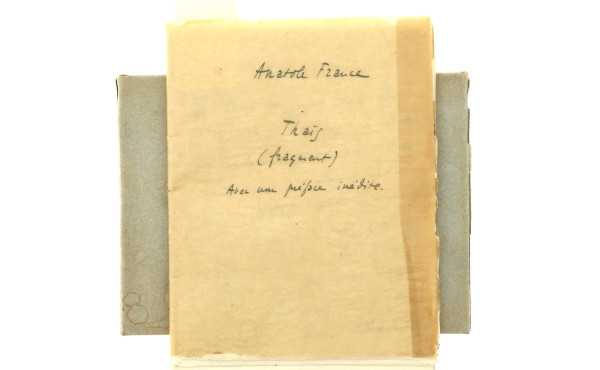 Anatole France
Thaïs
(fragment)
Avec une préface inédite.